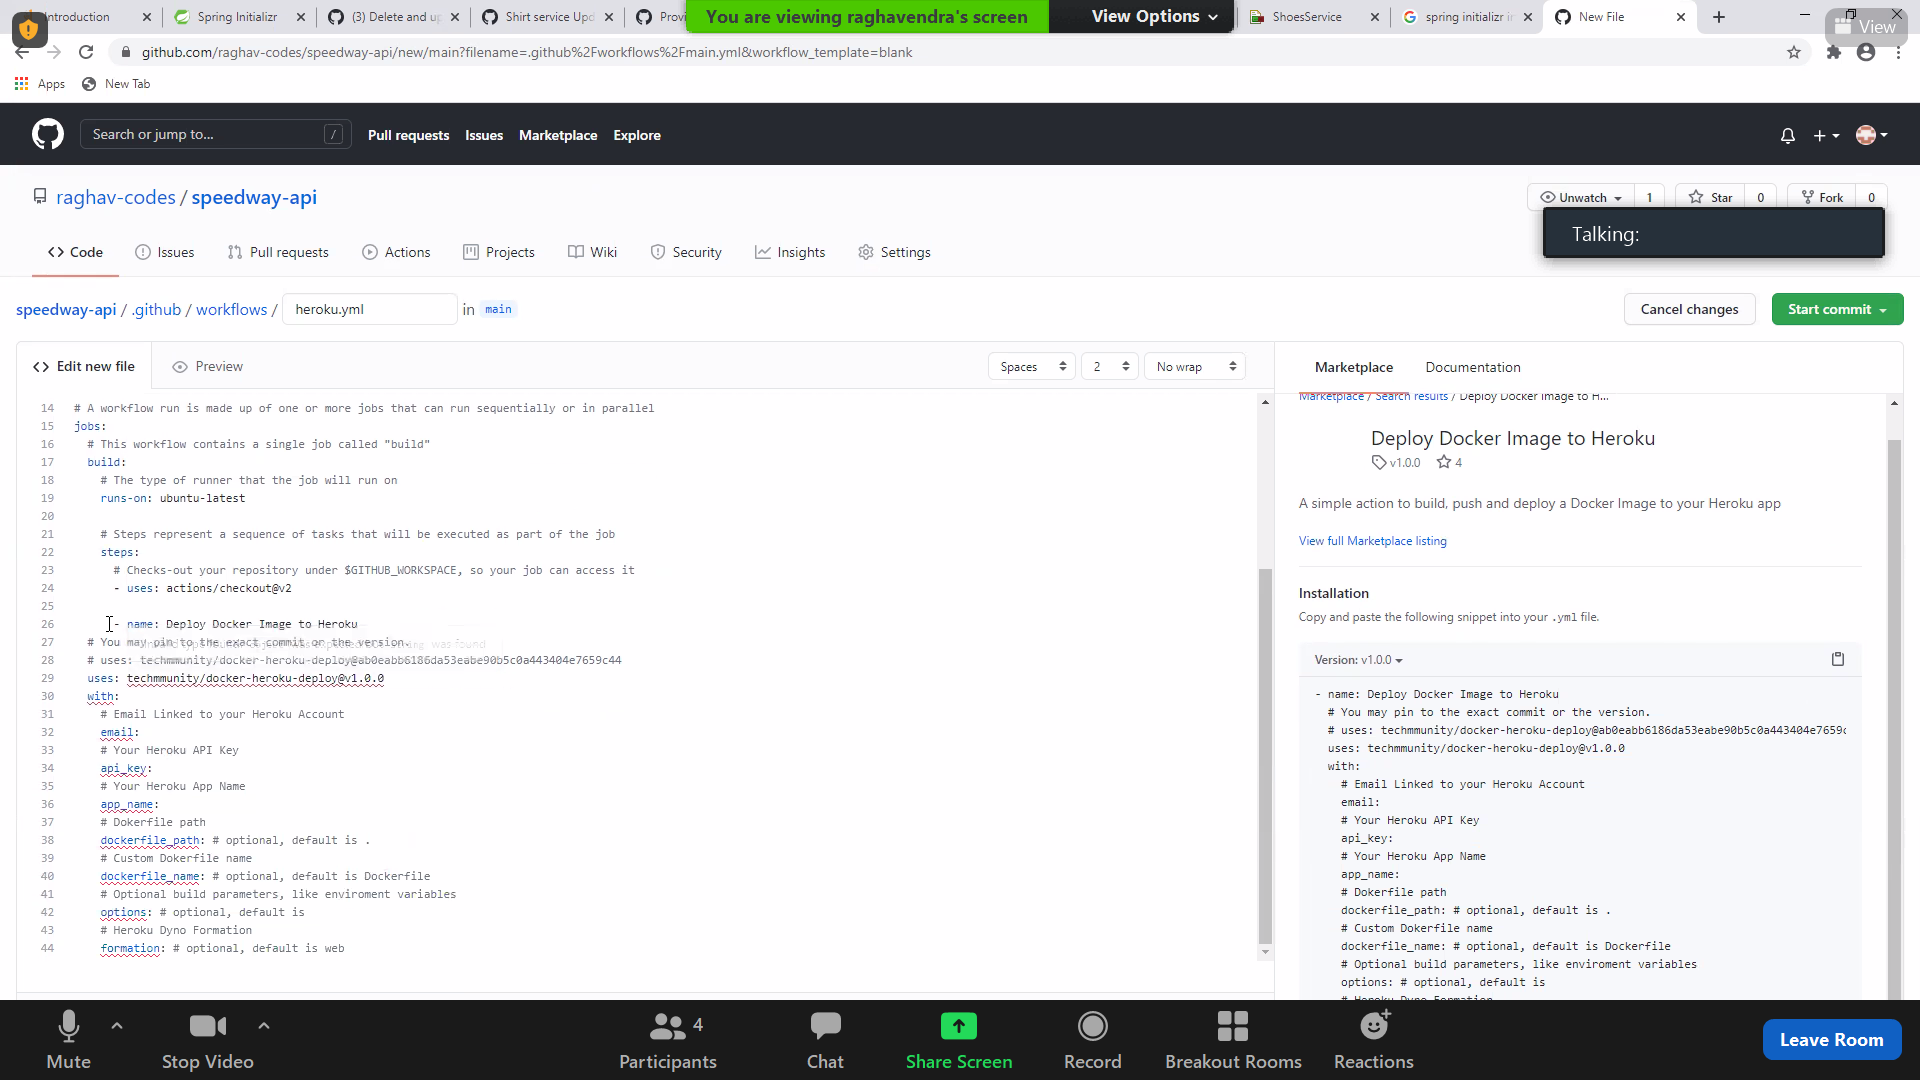 Introduction
Spring Initializr
(3) Delete and up
Shirt service Upd
Provi
You are viewing raghavendra's screen
View Options
ShoesService
spring initializr in
New File
View
github.com/raghav-codes/speedway-api/new/main?filename=.github%2Fworkflows%2Fmain.yml&workflow_template=blank
Apps
New Tab
Search or jump to...
/
Pull requests
Issues
Marketplace
Explore
raghav-codes / speedway-api
Unwatch
1
Star
0
Fork
0
Talking:
Code
Issues
Pull requests
Actions
Projects
Wiki
Security
Insights
Settings
speedway-api / .github / workflows / heroku.yml in main
Cancel changes
Start commit
Edit new file
Preview
Spaces
2
No wrap
14 # A workflow run is made up of one or more jobs that can run sequentially or in parallel
15 jobs:
16 # This workflow contains a single job called "build"
17 build:
18 # The type of runner that the job will run on
19 runs-on: ubuntu-latest
20
21 # Steps represent a sequence of tasks that will be executed as part of the job
22 steps:
23 # Checks-out your repository under $GITHUB_WORKSPACE, so your job can access it
24 - uses: actions/checkout@v2
25
26 - name: Deploy Docker Image to Heroku
27 # You may pin to the exact commit or the version.
28 # uses: techmmunity/docker-heroku-deploy@ab0eabb6186da53eabe90b5c0a443404e7659c44
29 uses: techmmunity/docker-heroku-deploy@v1.0.0
30 with:
31 # Email Linked to your Heroku Account
32 email:
33 # Your Heroku API Key
34 api_key:
35 # Your Heroku App Name
36 app_name:
37 # Dokerfile path
38 dockerfile_path: # optional, default is .
39 # Custom Dokerfile name
40 dockerfile_name: # optional, default is Dockerfile
41 # Optional build parameters, like enviroment variables
42 options: # optional, default is
43 # Heroku Dyno Formation
44 formation: # optional, default is web
Marketplace
Documentation
Marketplace / Search results / Deploy Docker Image to H...
Deploy Docker Image to Heroku
v1.0.0
4
A simple action to build, push and deploy a Docker Image to your Heroku app
View full Marketplace listing
Installation
Copy and paste the following snippet into your .yml file.
Version: v1.0.0
- name: Deploy Docker Image to Heroku
# You may pin to the exact commit or the version.
# uses: techmmunity/docker-heroku-deploy@ab0eabb6186da53eabe90b5c0a443404e7659c
uses: techmmunity/docker-heroku-deploy@v1.0.0
with:
# Email Linked to your Heroku Account
email:
# Your Heroku API Key
api_key:
# Your Heroku App Name
app_name:
# Dokerfile path
dockerfile_path: # optional, default is .
# Custom Dokerfile name
dockerfile_name: # optional, default is Dockerfile
# Optional build parameters, like enviroment variables
options: # optional, default is
# Heroku Dyno Formation
Mute
Stop Video
Participants
4
Chat
Share Screen
Record
Breakout Rooms
Reactions
Leave Room